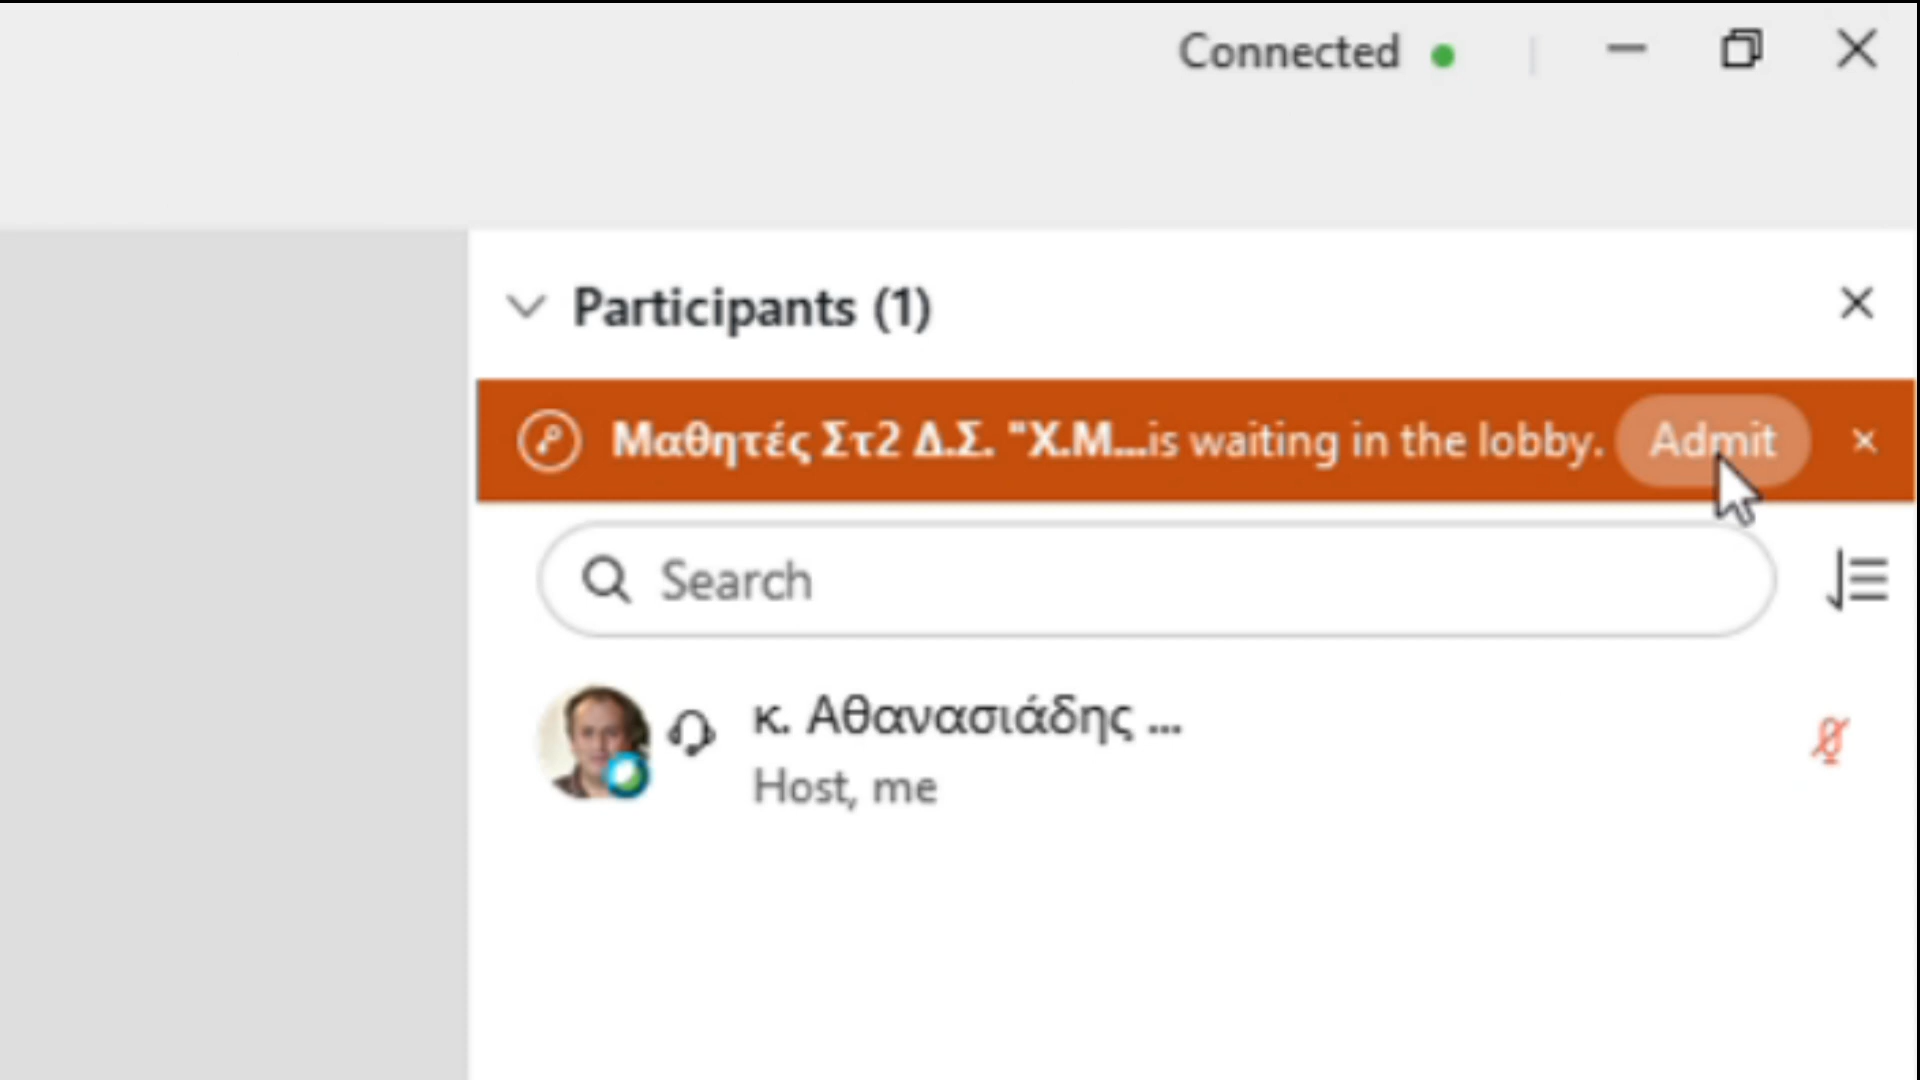 Connected
Participants (1)
Μαθητές Στ2 Δ.Σ. "Χ.Μ...is waiting in the lobby. Admit
Search
κ. Αθανασιάδης ...
Host, me